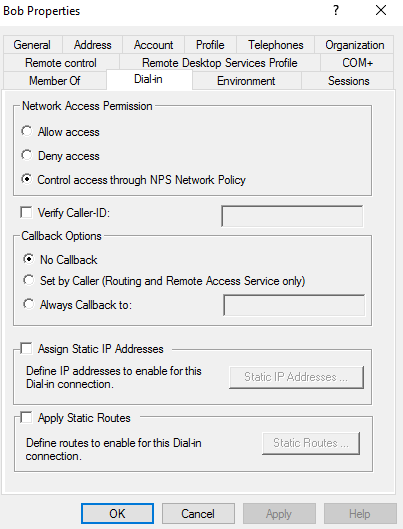 Bob Properties
?
General Address Account Profile Telephones Organization
Remote control Remote Desktop Services Profile COM+
Member Of Dial-in Environment Sessions
Network Access Permission
Allow access
Deny access
Control access through NPS Network Policy
Verify Caller-ID:
Callback Options
No Callback
Set by Caller (Routing and Remote Access Service only)
Always Callback to:
Assign Static IP Addresses
Define IP addresses to enable for this
Dial-in connection.
Static IP Addresses ...
Apply Static Routes
Define routes to enable for this Dial-in
connection.
Static Routes ...
OK Cancel Apply Help